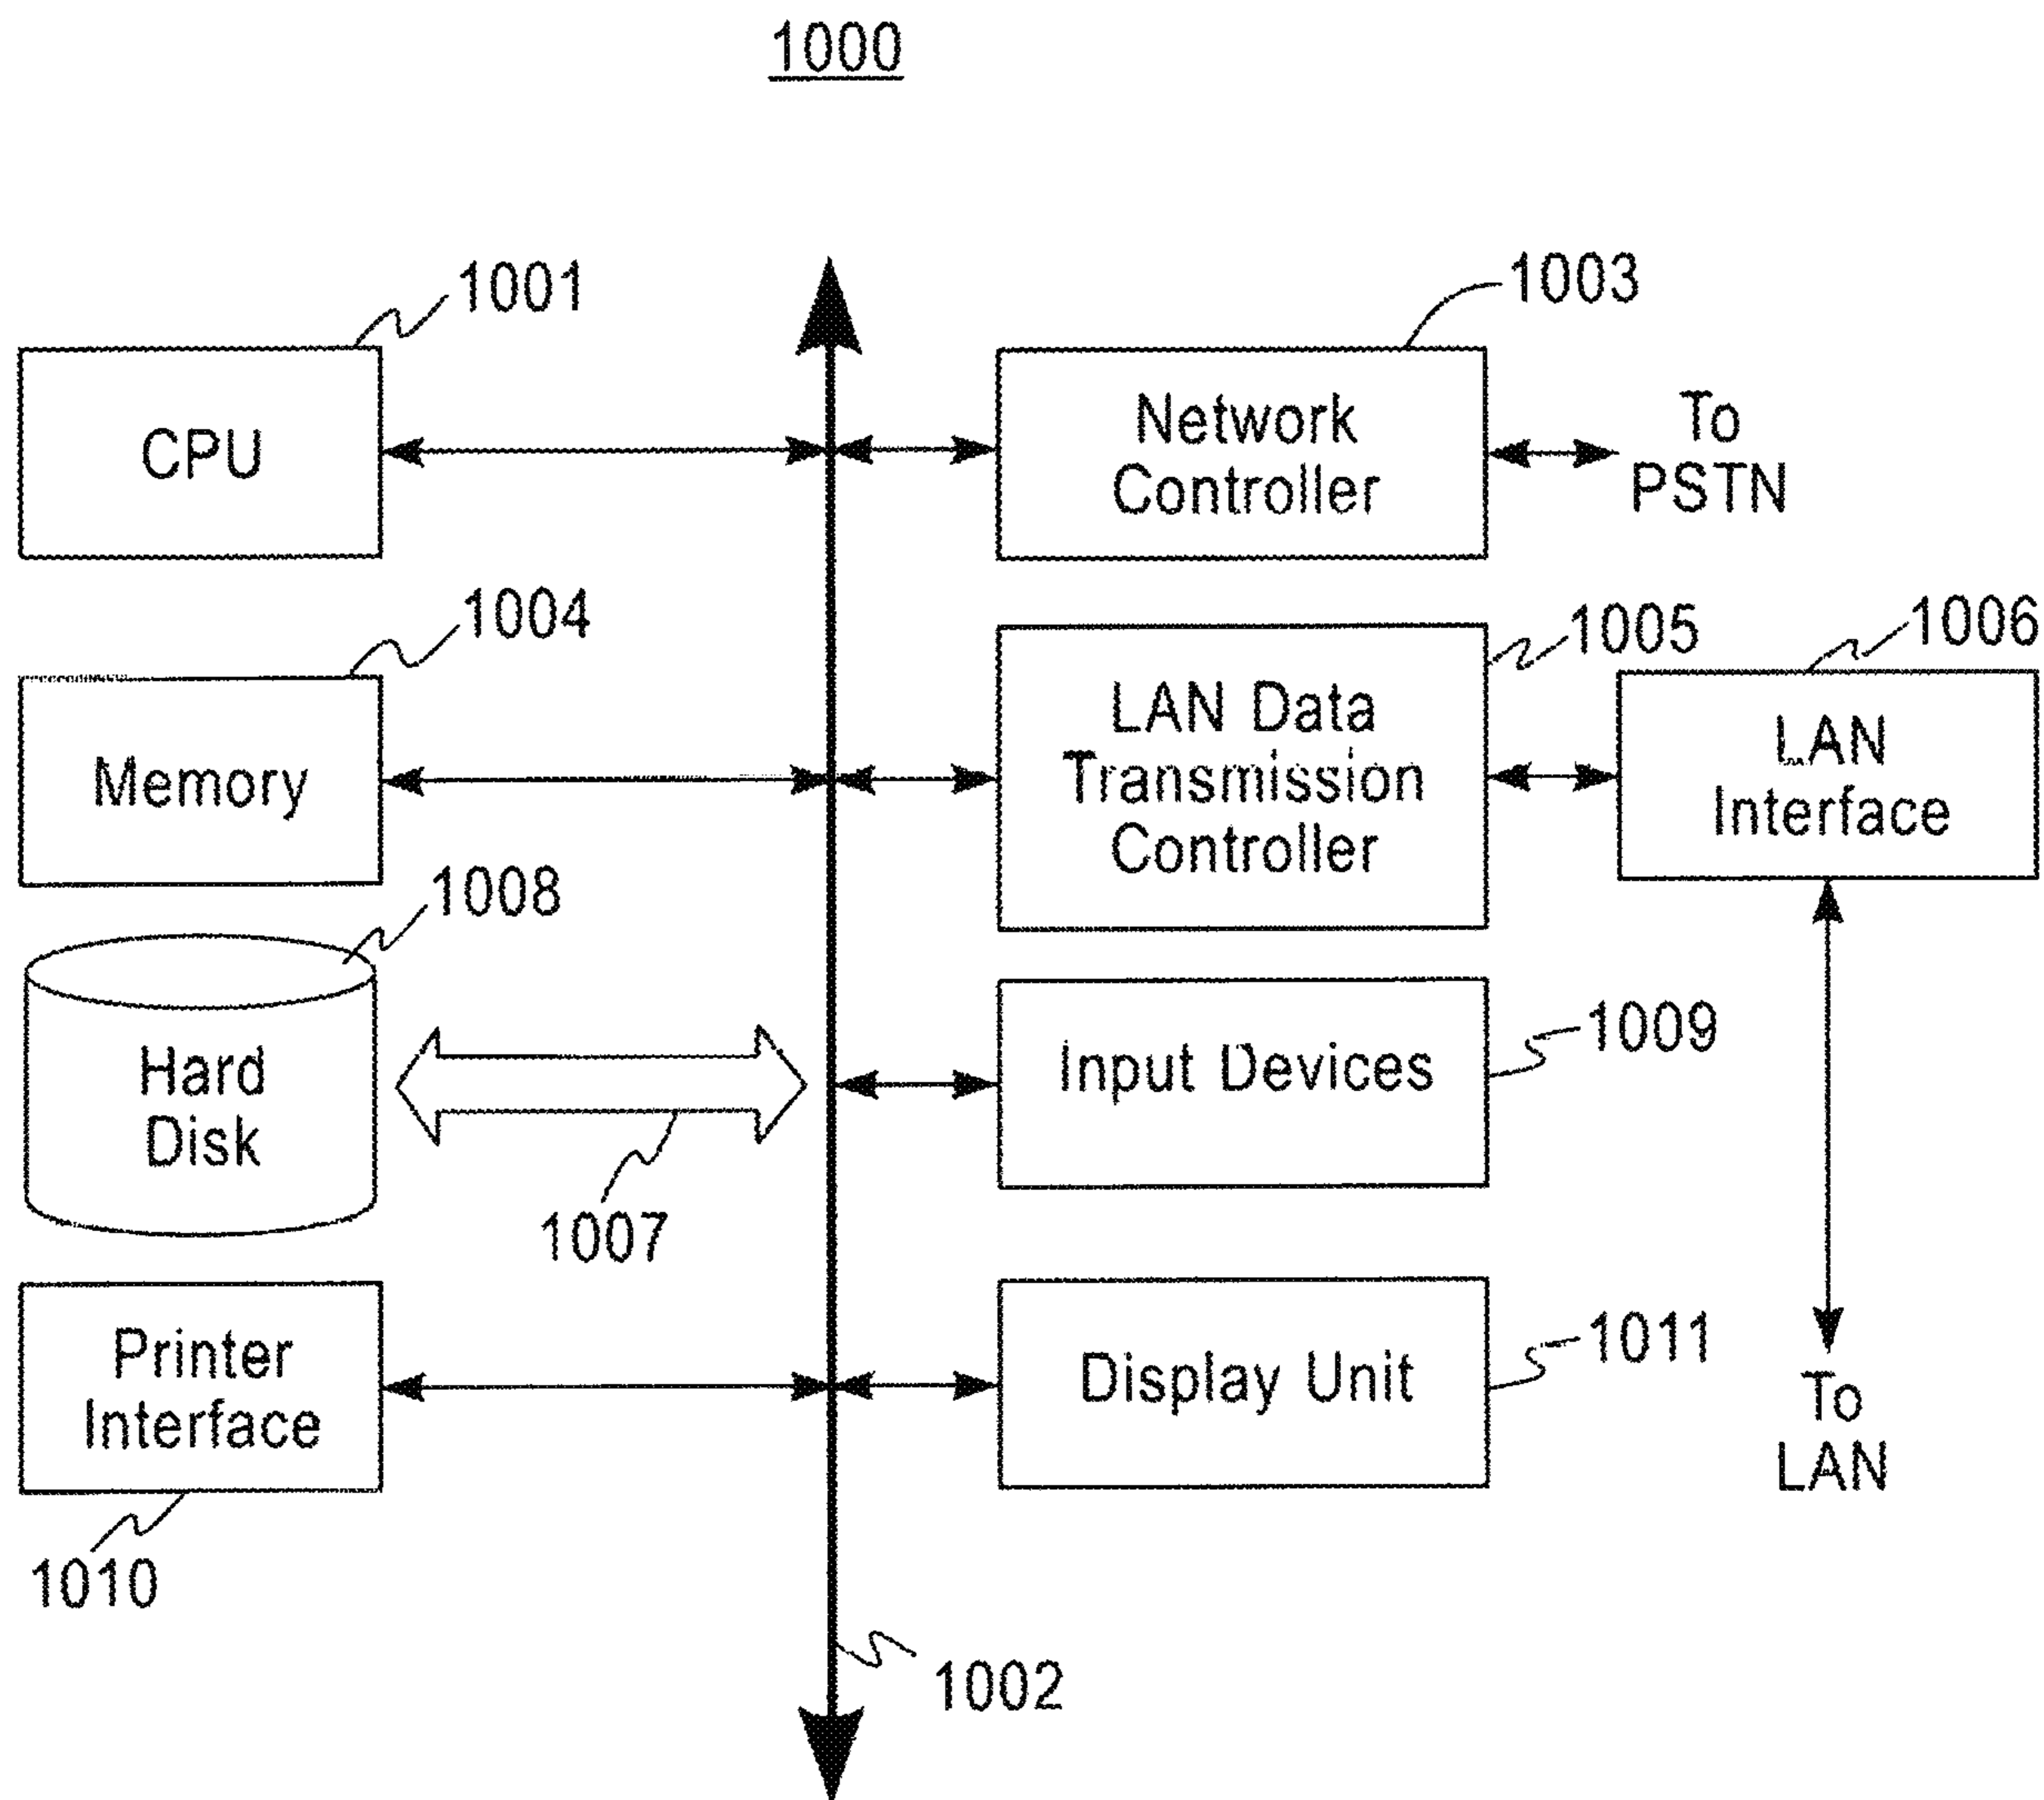 1000
1001
1003
CPU
Network
Controller
To
PSTN
1004
1005
1006
Memory
LAN Data
Transmission
Controller
LAN
Interface
1008
Hard
Disk
1007
Input Devices
1009
Printer
Interface
1010
Display Unit
1011
To
LAN
1002